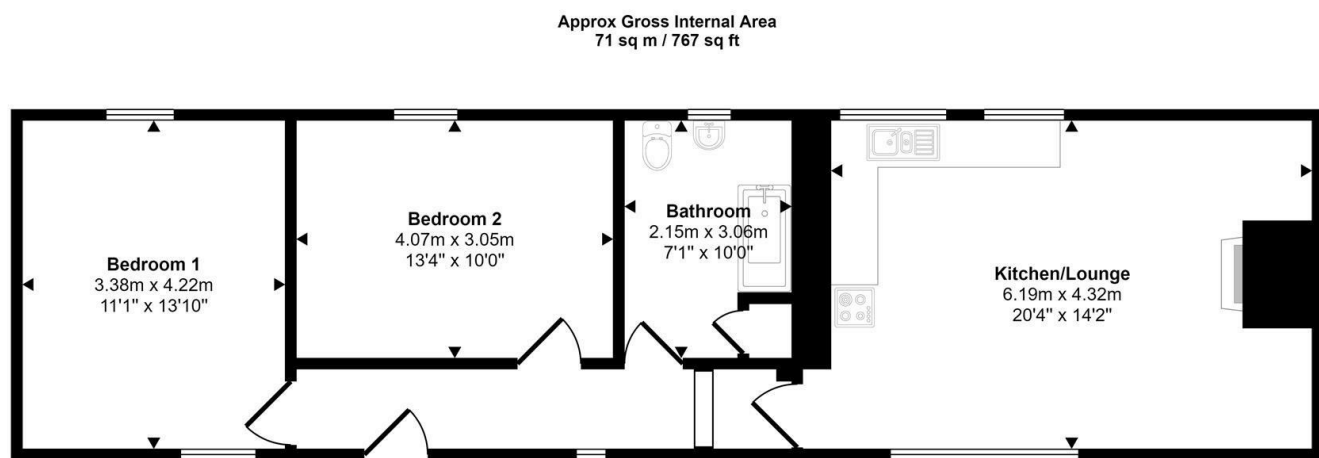 Approx Gross Internal Area
71 sq m / 767 sq ft
Bedroom 1
3.38m x 4.22m
11'1" x 13'10"
Bedroom 2
4.07m x 3.05m
13'4" x 10'0"
Bathroom
2.15m x 3.06m
7'1" x 10'0"
Kitchen/Lounge
6.19m x 4.32m
20'4" x 14'2"